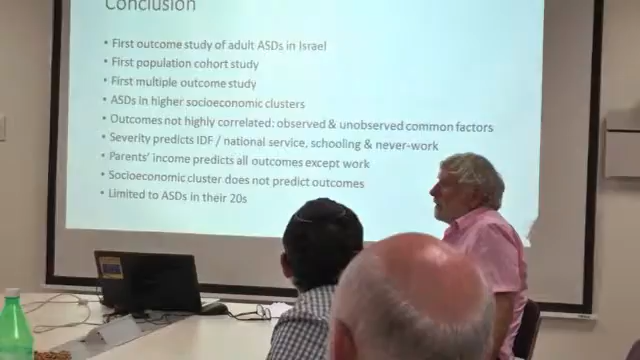 Conclusion
• First outcome study of adult ASDs in Israel
• First population cohort study
• First multiple outcome study
• ASDs in higher socioeconomic clusters
• Outcomes not highly correlated: observed & unobserved common factors
• Severity predicts IDF / national service, schooling & never-work
• Parents' income predicts all outcomes except work
• Socioeconomic cluster does not predict outcomes
• Limited to ASDs in their 20s